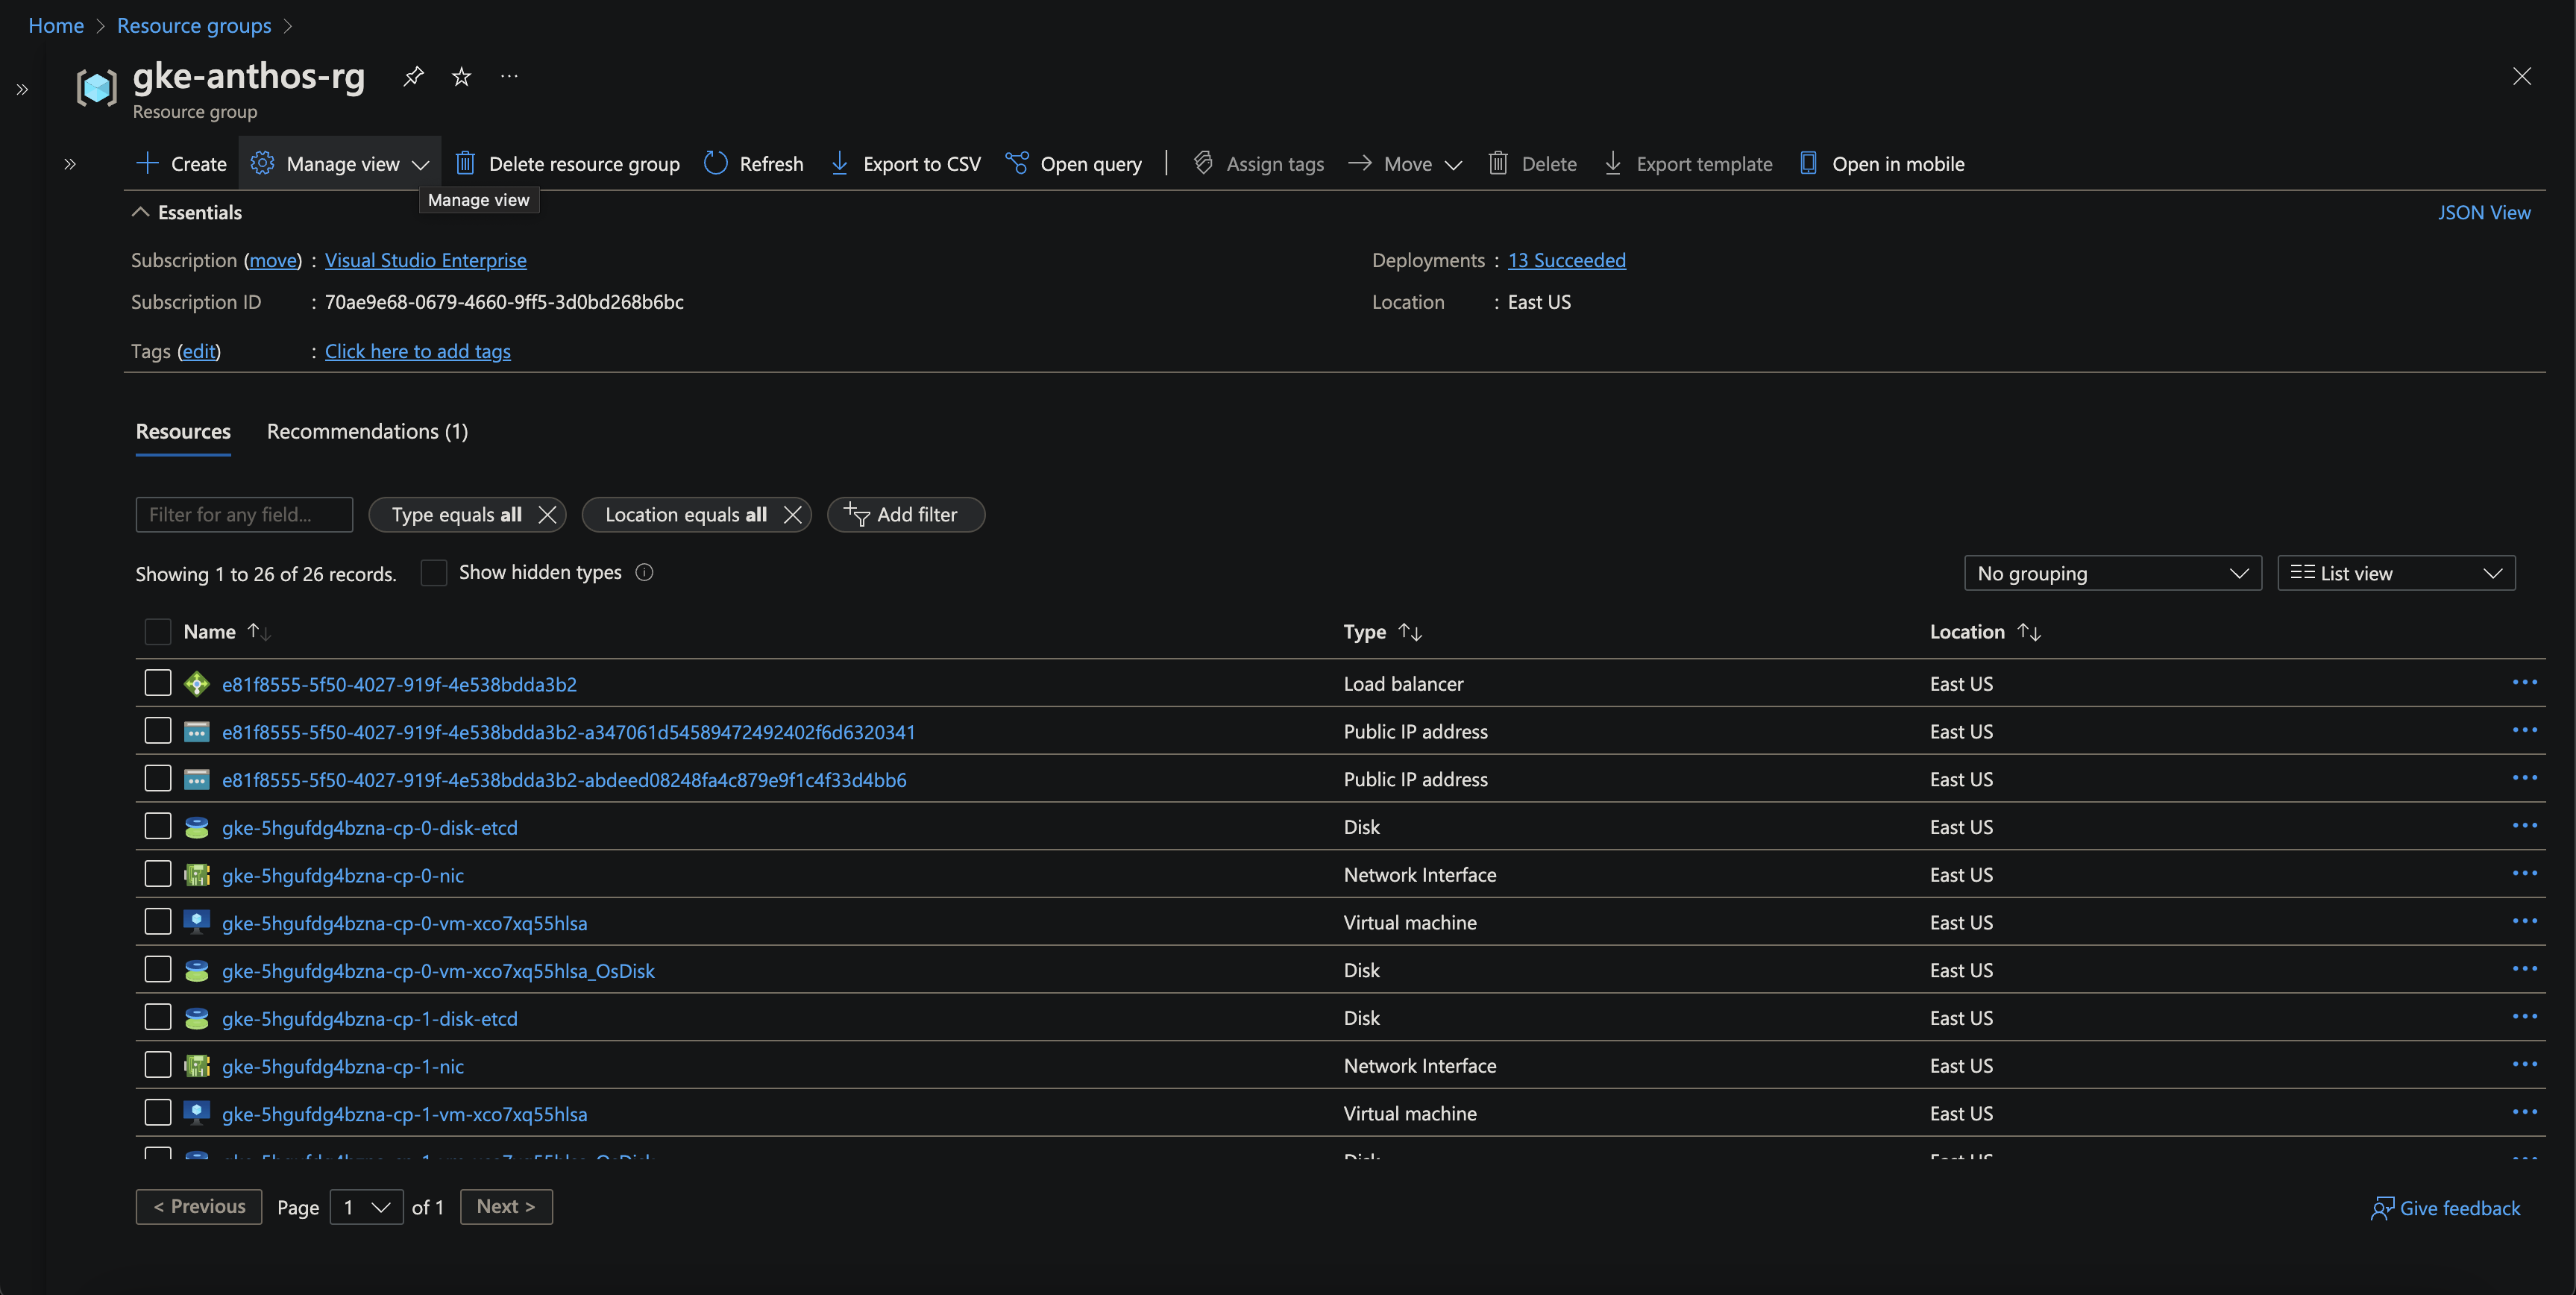 Home > Resource groups >
gke-anthos-rg
Resource group
Create Manage view Delete resource group Refresh Export to CSV Open query | Assign tags Move Delete Export template Open in mobile
Manage view
Essentials JSON View
Subscription (move) : Visual Studio Enterprise Deployments : 13 Succeeded
Subscription ID : 70ae9e68-0679-4660-9ff5-3d0bd268b6bc Location : East US
Tags (edit) : Click here to add tags
Resources Recommendations (1)
Filter for any field... Type equals all Location equals all Add filter
Showing 1 to 26 of 26 records. Show hidden types No grouping List view
Name Type Location
e81f8555-5f50-4027-919f-4e538bdda3b2 Load balancer East US
e81f8555-5f50-4027-919f-4e538bdda3b2-a347061d54589472492402f6d6320341 Public IP address East US
e81f8555-5f50-4027-919f-4e538bdda3b2-abdeed08248fa4c879e9f1c4f33d4bb6 Public IP address East US
gke-5hgufdg4bzna-cp-0-disk-etcd Disk East US
gke-5hgufdg4bzna-cp-0-nic Network Interface East US
gke-5hgufdg4bzna-cp-0-vm-xco7xq55hlsa Virtual machine East US
gke-5hgufdg4bzna-cp-0-vm-xco7xq55hlsa_OsDisk Disk East US
gke-5hgufdg4bzna-cp-1-disk-etcd Disk East US
gke-5hgufdg4bzna-cp-1-nic Network Interface East US
gke-5hgufdg4bzna-cp-1-vm-xco7xq55hlsa Virtual machine East US
< Previous Page 1 of 1 Next > Give feedback